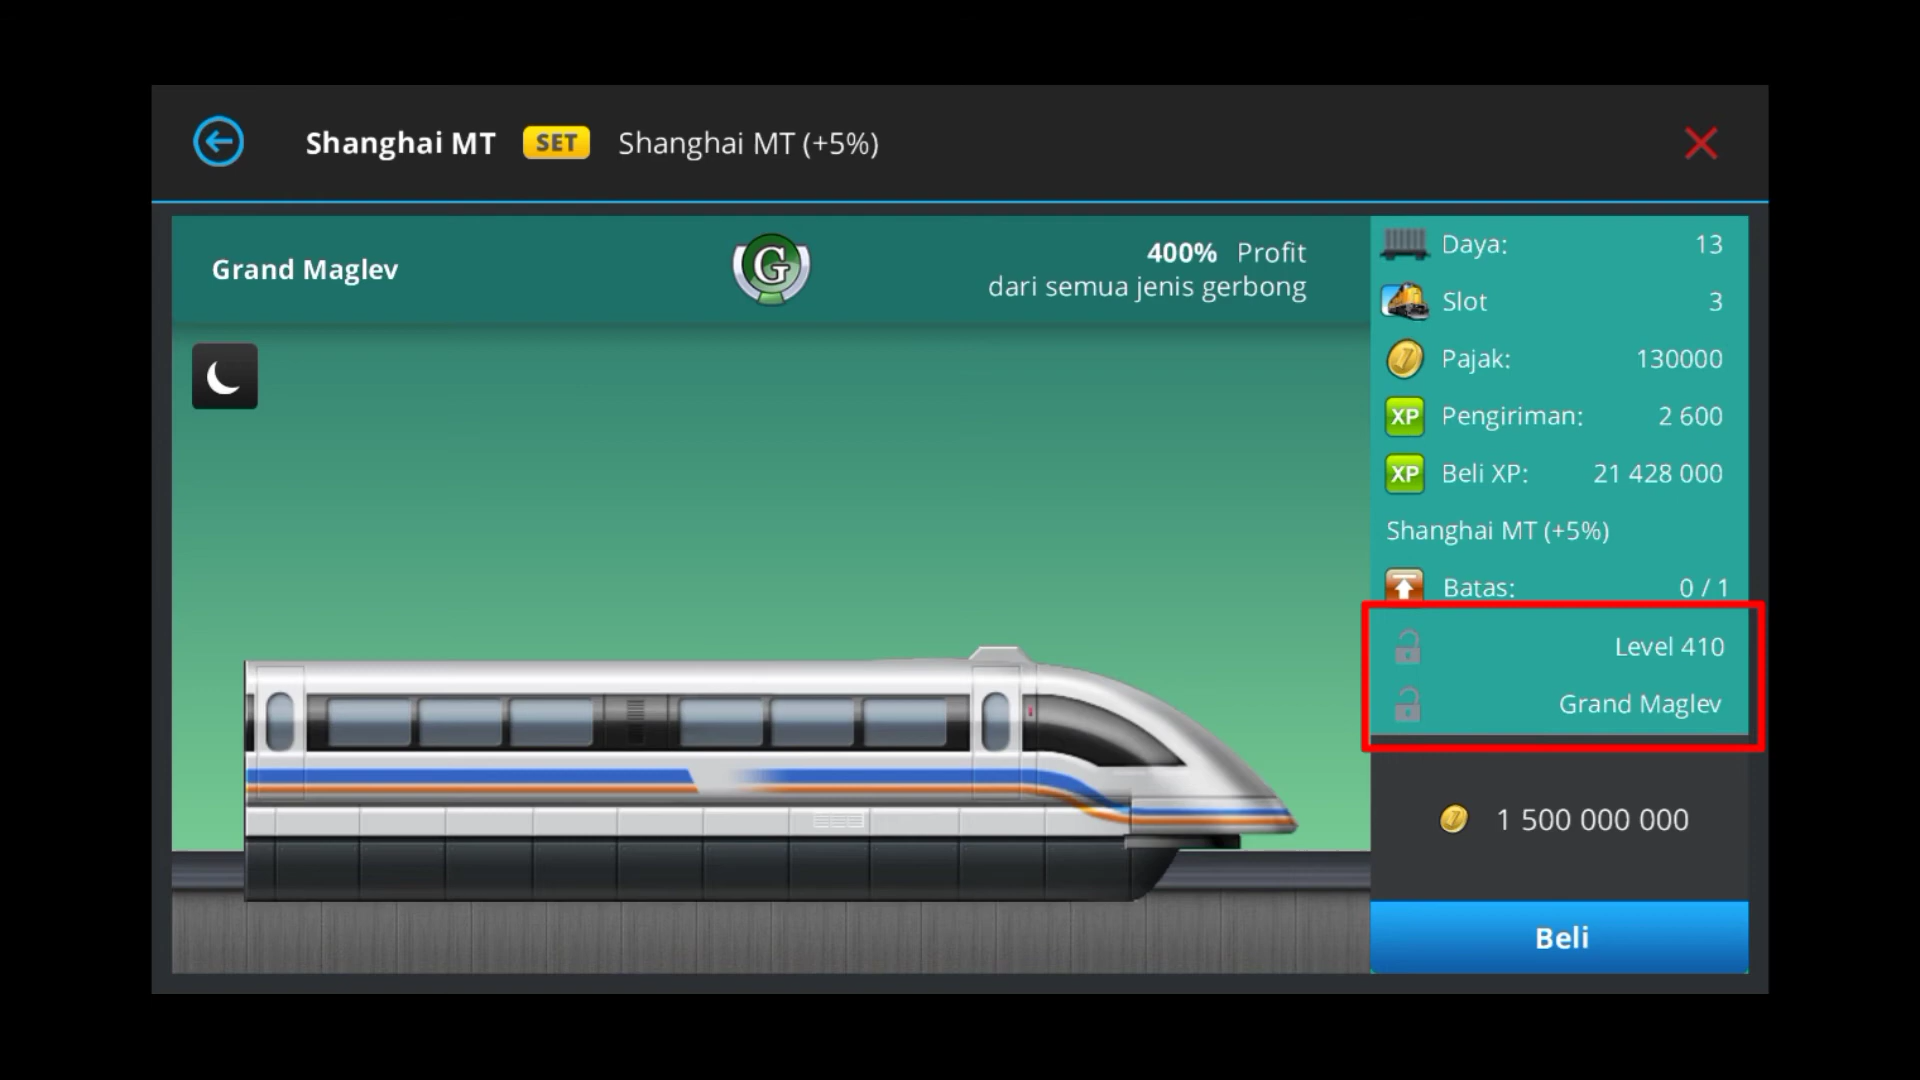 Shanghai MT SET Shanghai MT (+5%)
Grand Maglev
G
400% Profit
dari semua jenis gerbong
Daya: 13
Slot 3
Pajak: 130000
XP Pengiriman: 2 600
XP Beli XP: 21 428 000
Shanghai MT (+5%)
Batas: 0 / 1
Level 410
Grand Maglev
1 500 000 000
Beli